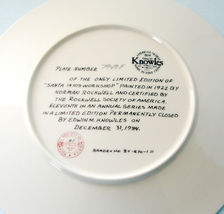 Knowles
PLATE NUMBER
OF THE ONLY LIMITED EDITION OF
"SANTA IN HIS WORKSHOP" PAINTED IN 1922 BY
NORMAN ROCKWELL AND CERTIFIED BY
THE ROCKWELL SOCIETY OF AMERICA.
ELEVENTH IN AN ANNUAL SERIES MADE
IN A LIMITED EDITION PERMANENTLY CLOSED
BY EDWIN M. KNOWLES ON
DECEMBER 31, 1984.